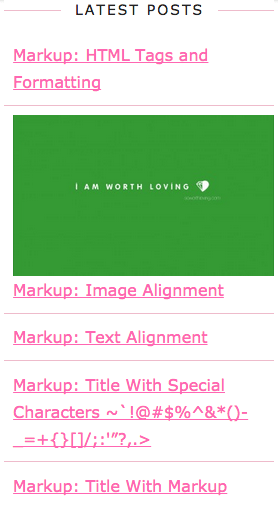 LATEST POSTS
Markup: HTML Tags and
Formatting
I AM WORTH LOVING
Markup: Image Alignment
Markup: Text Alignment
Markup: Title With Special
Characters ~`!@#$%^&*()-
_=+{}[]/;:'”?,.>
Markup: Title With Markup